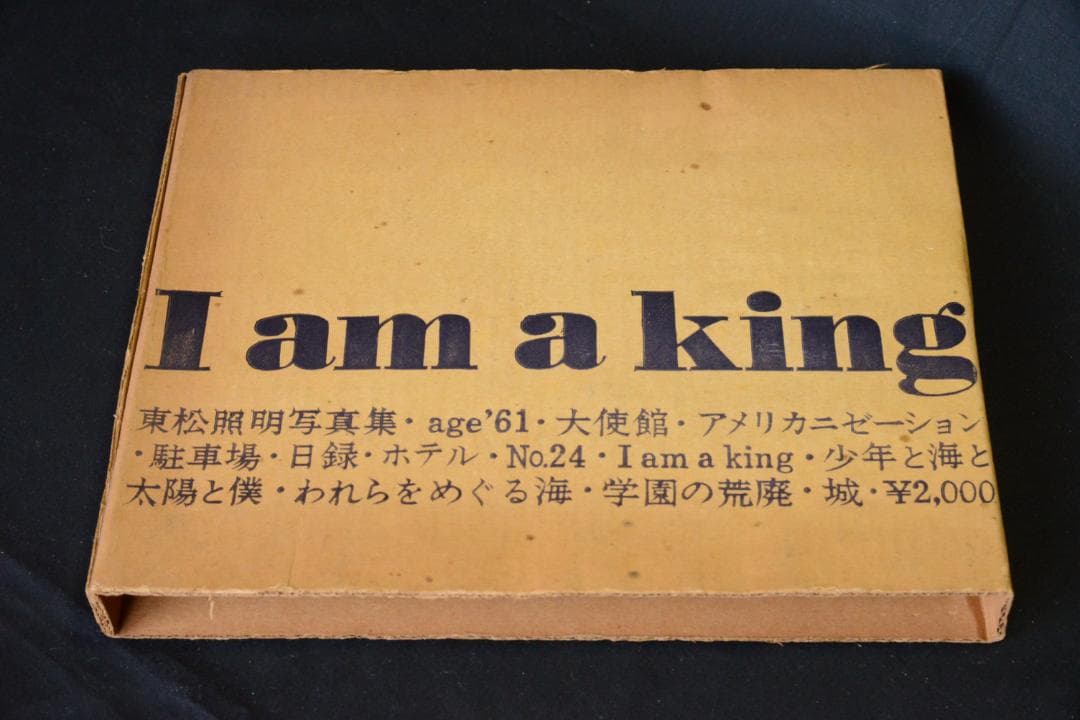 I am a king
東松照明写真集・age'61・大使館・アメリカニゼーション
・駐車場・日録・ホテル・No.24・I am a king・少年と海と
太陽と僕・われらをめぐる海・学園の荒廃・城・¥2,000